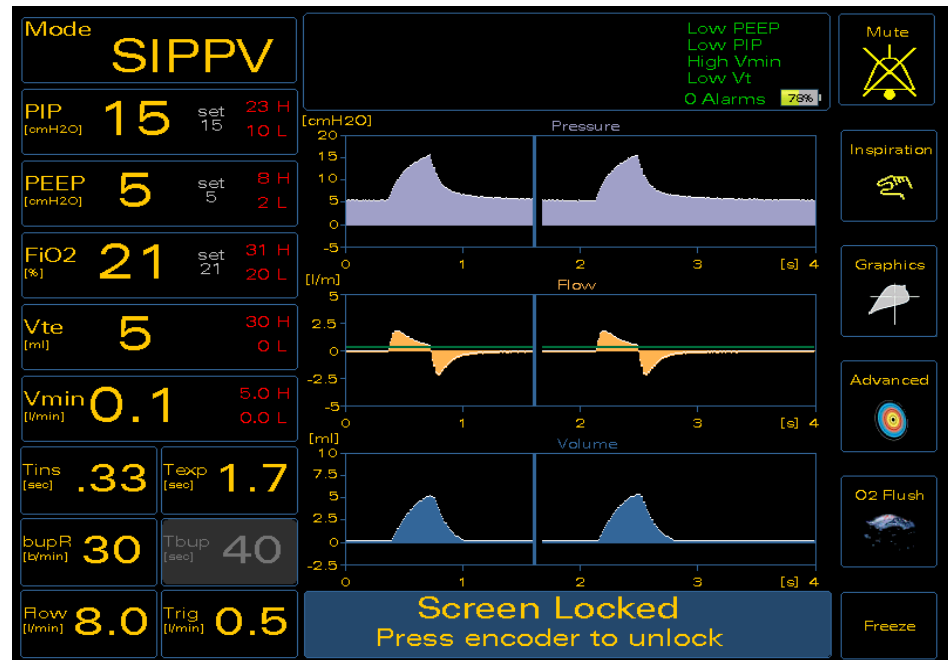 Mode
SIPPV
PIP
[cmH2O]
15
set
15
23 H
10 L
PEEP
[cmH2O]
5
set
5
8 H
2 L
FiO2
[%]
21
set
21
31 H
20 L
Vte
[ml]
5
30 H
0 L
Vmin
[l/min]
0.1
5.0 H
0.0 L
Tins
[sec]
.33
Texp
[sec]
1.7
bupR
[b/min]
30
Tbup
[sec]
40
Flow
[l/min]
8.0
Trig
[l/min]
0.5
Low PEEP
Low PIP
High Vmin
Low Vt
0 Alarms 78%
[cmH2O]
Pressure
20
15
10
5
0
-5
0 1 2 3 [s] 4
[l/m]
Flow
5
2.5
0
-2.5
-5
0 1 2 3 [s] 4
[ml]
Volume
10
7.5
5
2.5
0
-2.5
0 1 2 3 [s] 4
Screen Locked
Press encoder to unlock
Mute
Inspiration
Graphics
Advanced
O2 Flush
Freeze